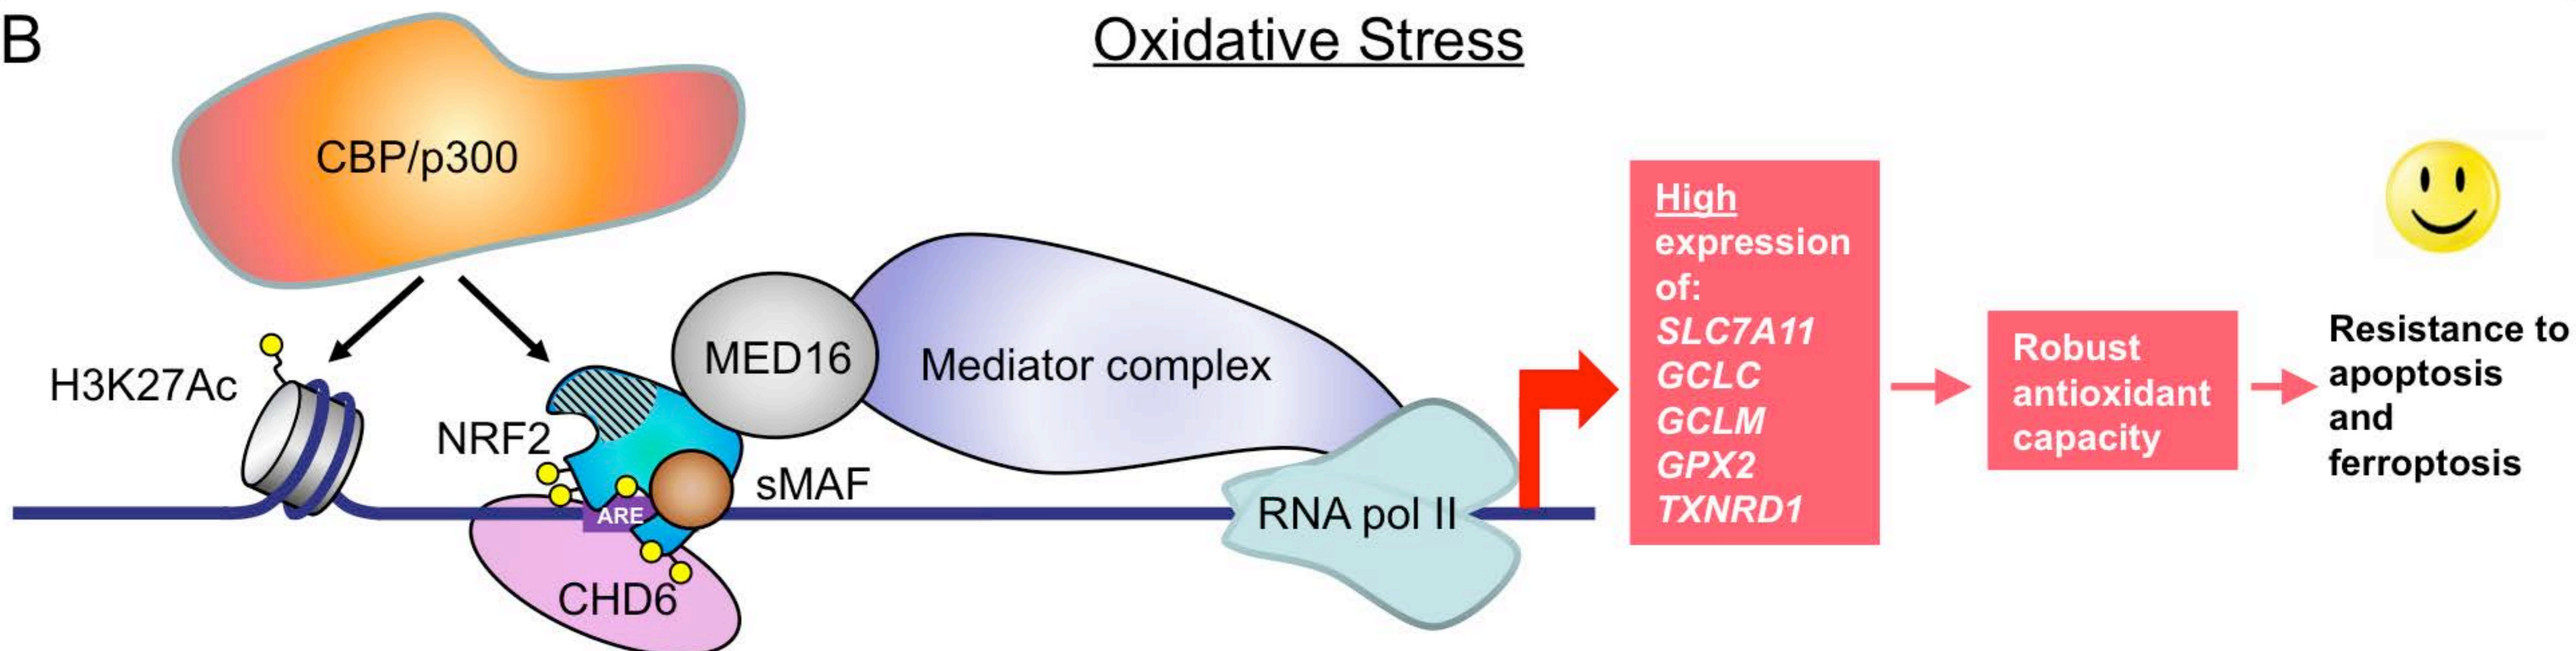 B
Oxidative Stress
CBP/p300
H3K27Ac
NRF2
MED16
Mediator complex
sMAF
ARE
CHD6
RNA pol II
High
expression
of:
SLC7A11
GCLC
GCLM
GPX2
TXNRD1
Robust
antioxidant
capacity
Resistance to
apoptosis
and
ferroptosis